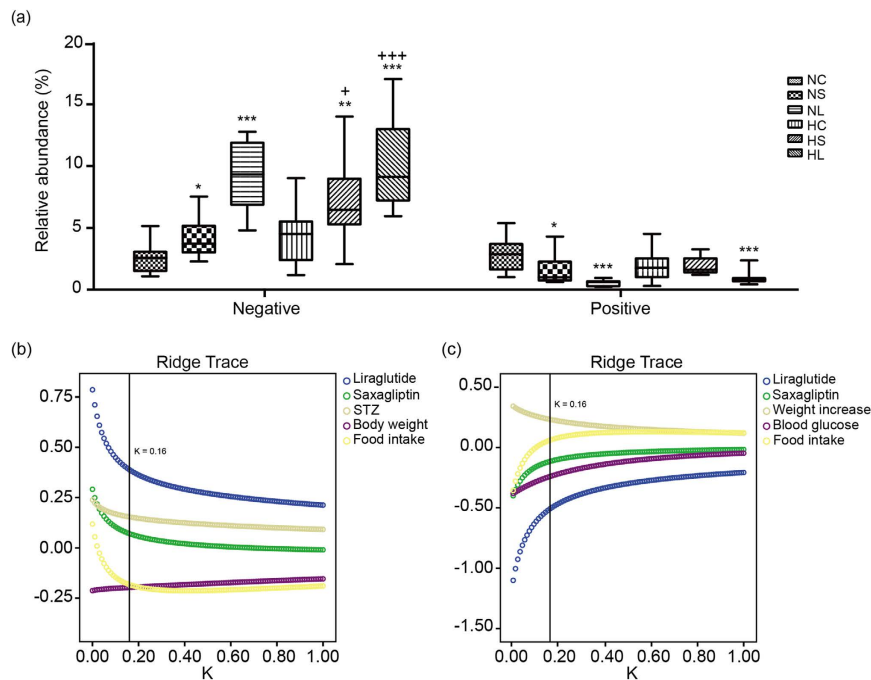 (a)
Relative abundance (%)
20
15
10
5
0
*
***
+
**
+++
***
*
***
***
Negative
Positive
NC
NS
NL
HC
HS
HL
(b)
Ridge Trace
0.75
0.50
0.25
0.00
-0.25
K = 0.16
0.00 0.20 0.40 0.60 0.80 1.00
K
Liraglutide
Saxagliptin
STZ
Body weight
Food intake
(c)
Ridge Trace
0.50
0.00
-0.50
-1.00
-1.50
K = 0.16
0.00 0.20 0.40 0.60 0.80 1.00
K
Liraglutide
Saxagliptin
Weight increase
Blood glucose
Food intake